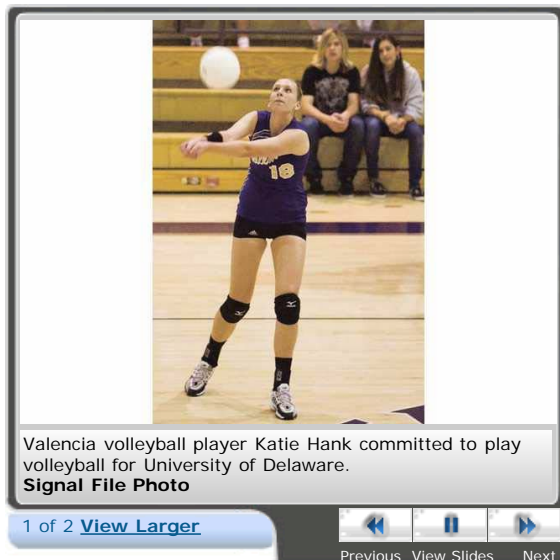 18
Valencia volleyball player Katie Hank committed to play
volleyball for University of Delaware.
Signal File Photo
1 of 2 View Larger
Previous View Slides Next